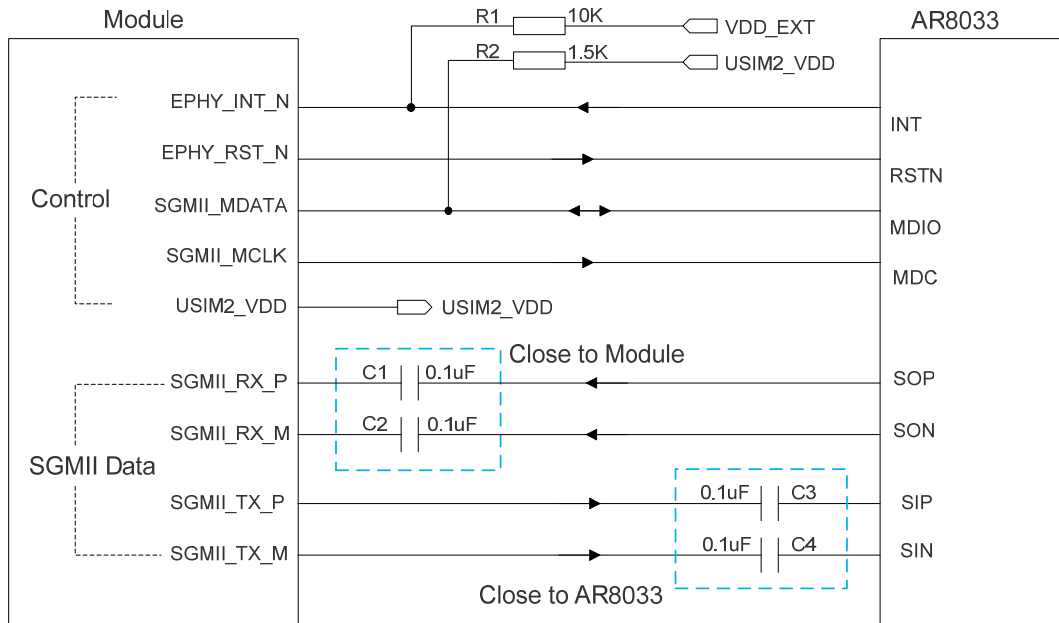 Module
R1
10K
VDD_EXT
AR8033
R2
1.5K
USIM2_VDD
EPHY_INT_N
INT
EPHY_RST_N
RSTN
Control
SGMII_MDATA
MDIO
SGMII_MCLK
MDC
USIM2_VDD
USIM2_VDD
Close to Module
SGMII_RX_P
C1
0.1uF
SOP
SGMII_RX_M
C2
0.1uF
SON
SGMII Data
SGMII_TX_P
0.1uF
C3
SIP
SGMII_TX_M
0.1uF
C4
SIN
Close to AR8033